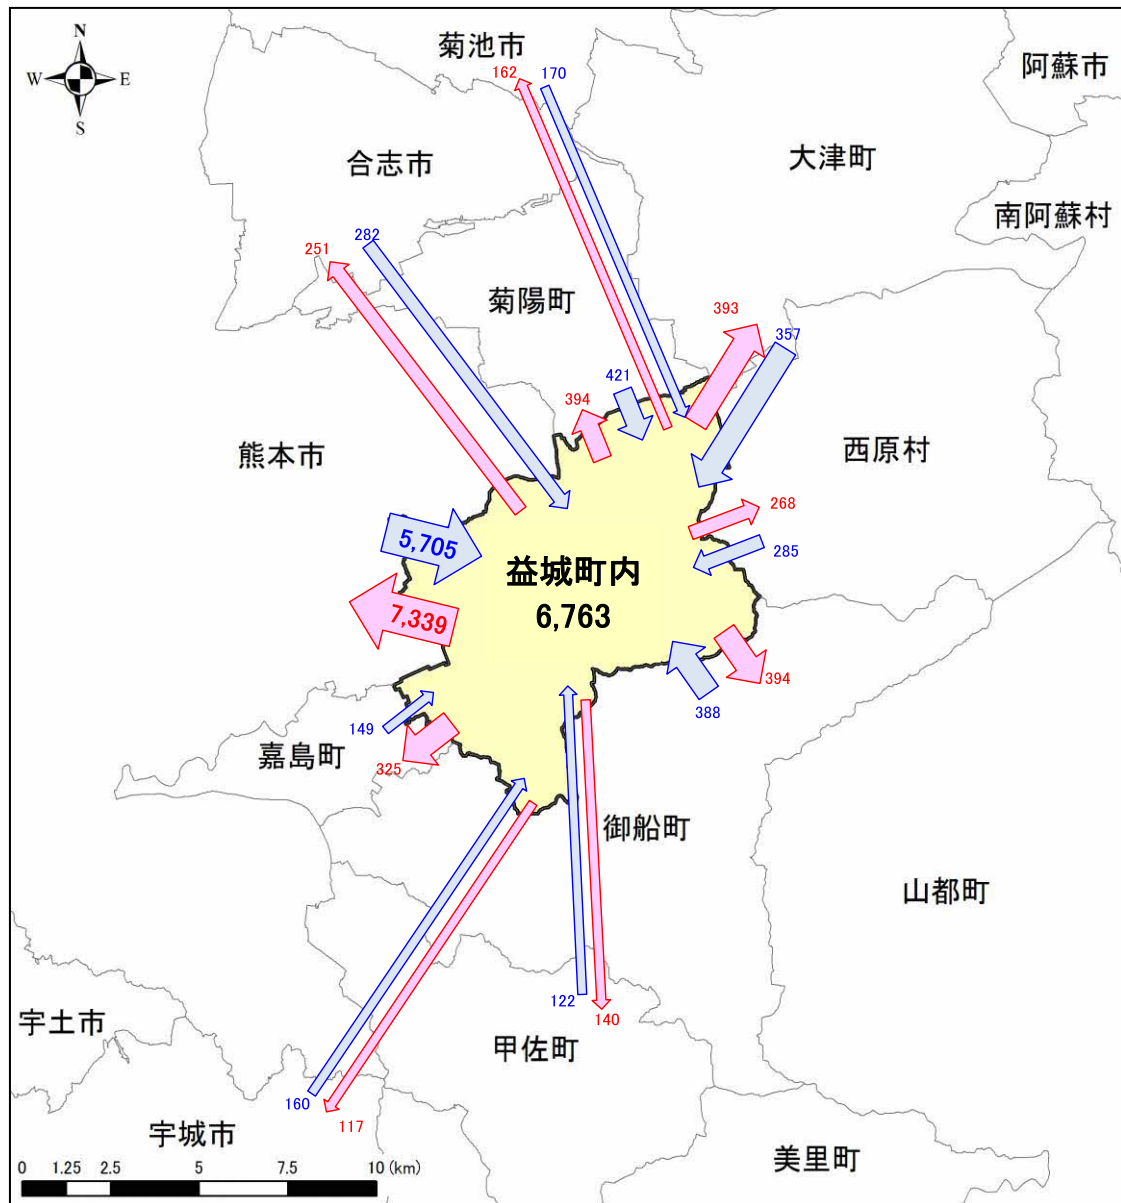 N
菊池市
162
170
阿蘇市
W
E
S
合志市
大津町
南阿蘇村
282
251
菊陽町
393
357
421
394
熊本市
西原村
268
5,705
285
益城町内
6,763
7,339
394
388
149
嘉島町
325
御船町
山都町
122
140
宇土市
甲佐町
160
117
宇城市
美里町
0 1.25 2.5 5 7.5 10 (km)